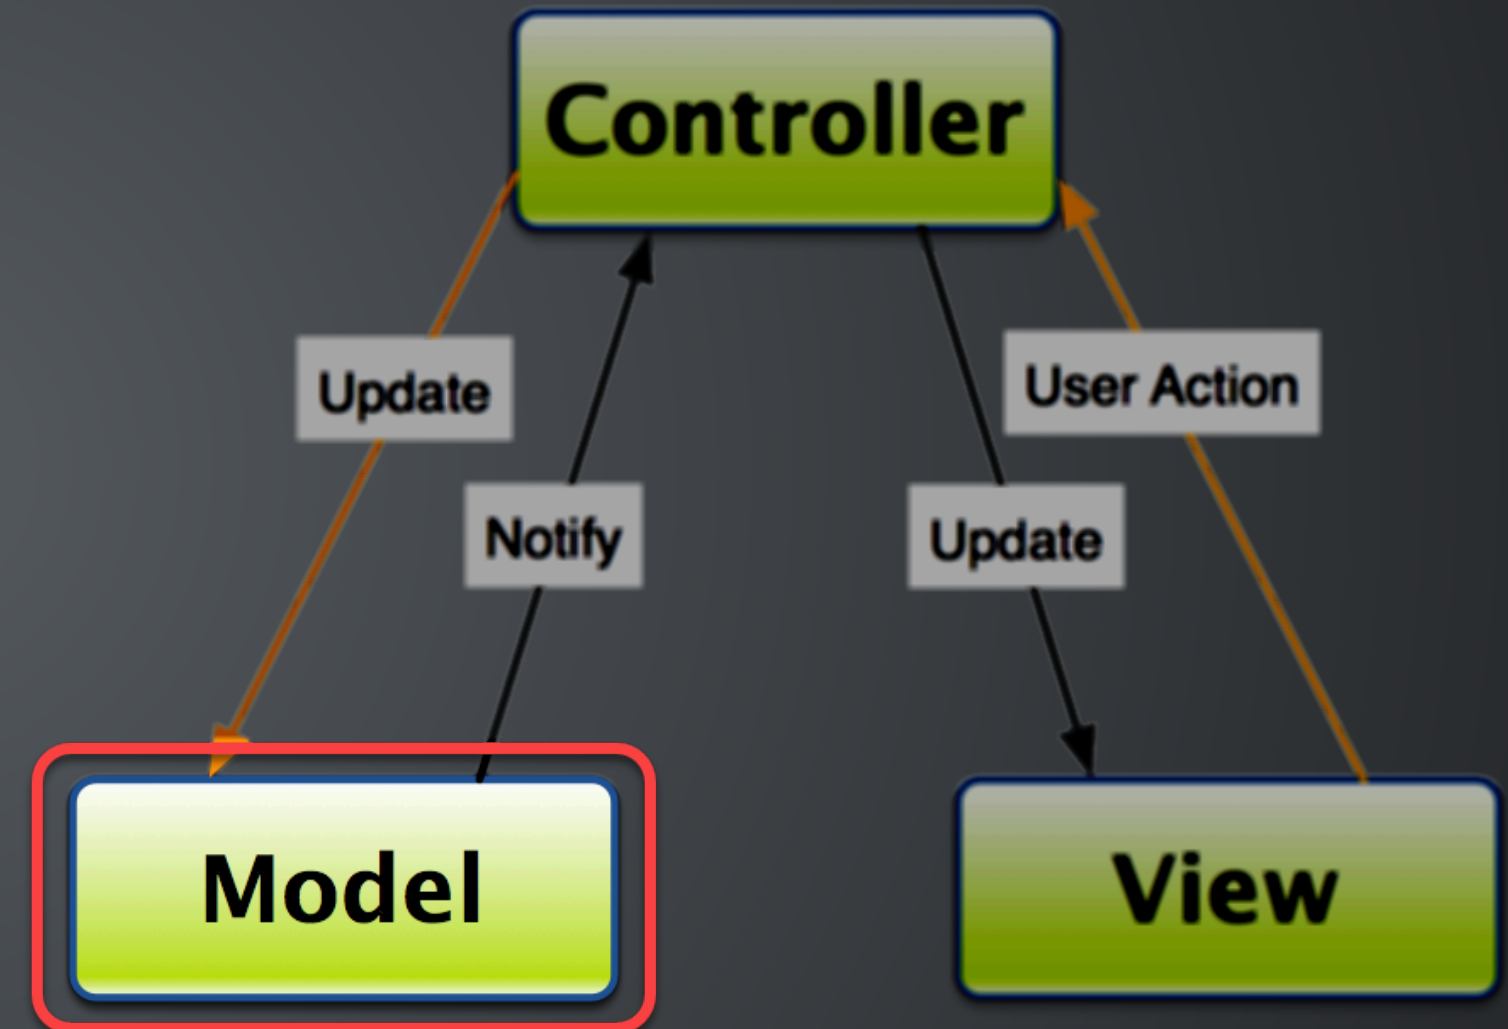 Controller
Update
User Action
Notify
Update
Model
View